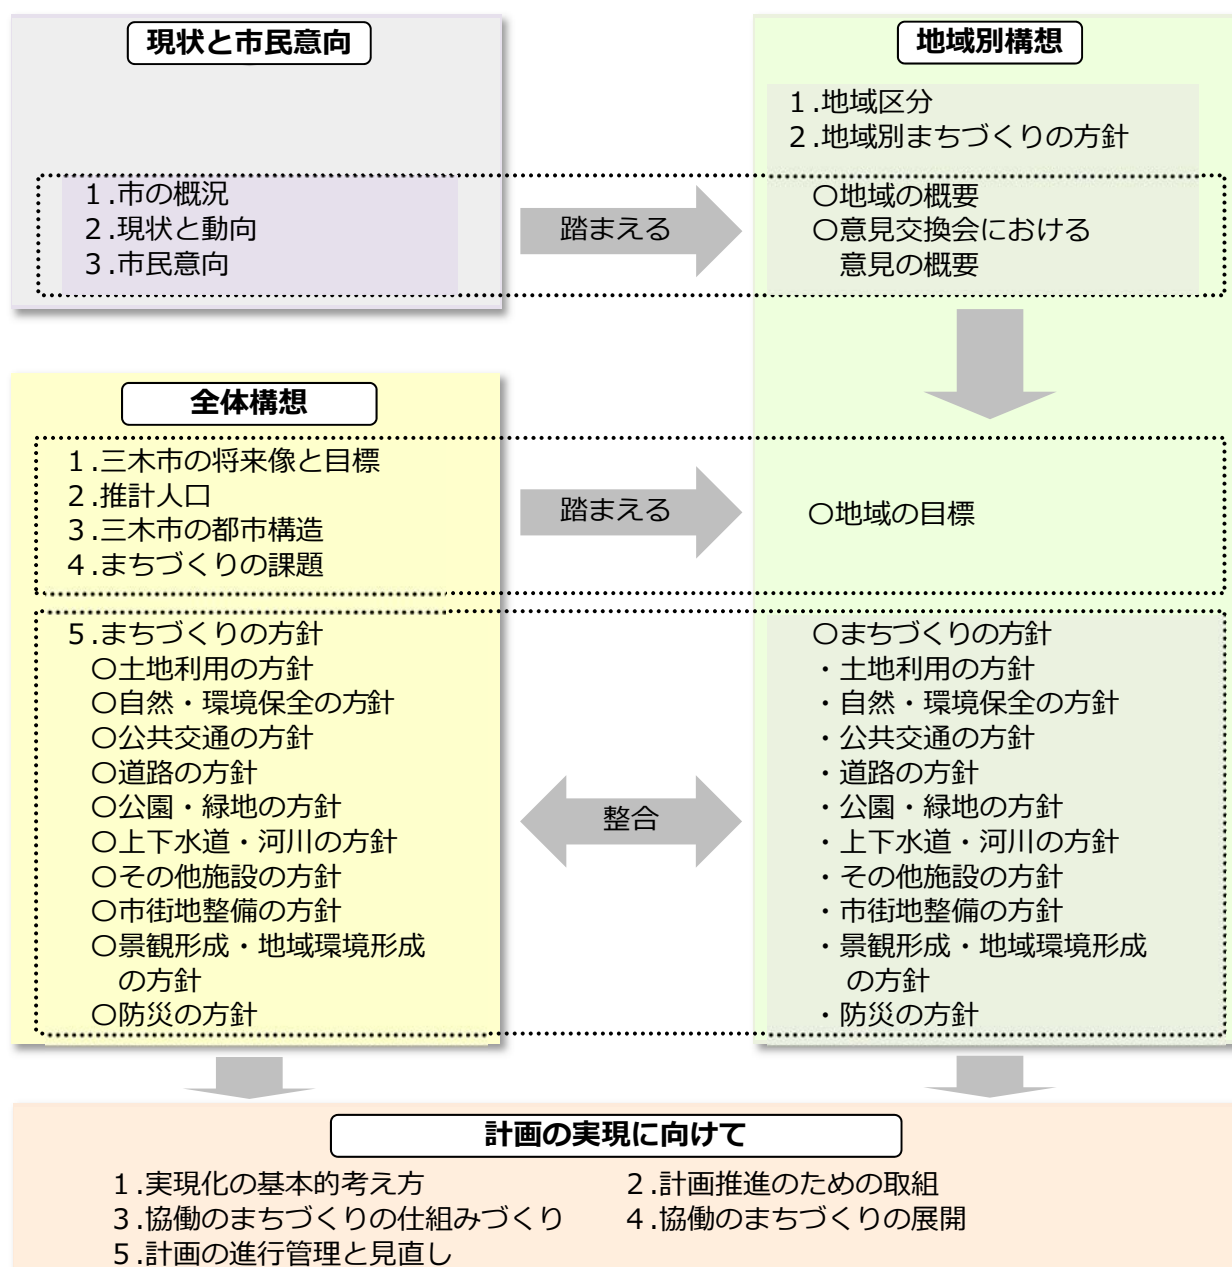 現状と市民意向
1.市の概況
2.現状と動向
3.市民意向
踏まえる
地域別構想
1.地域区分
2.地域別まちづくりの方針
〇地域の概要
〇意見交換会における
意見の概要
全体構想
1.三木市の将来像と目標
2.推計人口
3.三木市の都市構造
4.まちづくりの課題
踏まえる
〇地域の目標
5.まちづくりの方針
〇土地利用の方針
〇自然・環境保全の方針
〇公共交通の方針
〇道路の方針
〇公園・緑地の方針
〇上下水道・河川の方針
〇その他施設の方針
〇市街地整備の方針
〇景観形成・地域環境形成
の方針
〇防災の方針
整合
〇まちづくりの方針
・土地利用の方針
・自然・環境保全の方針
・公共交通の方針
・道路の方針
・公園・緑地の方針
・上下水道・河川の方針
・その他施設の方針
・市街地整備の方針
・景観形成・地域環境形成
の方針
・防災の方針
計画の実現に向けて
1.実現化の基本的考え方
2.計画推進のための取組
3.協働のまちづくりの仕組みづくり
4.協働のまちづくりの展開
5.計画の進行管理と見直し